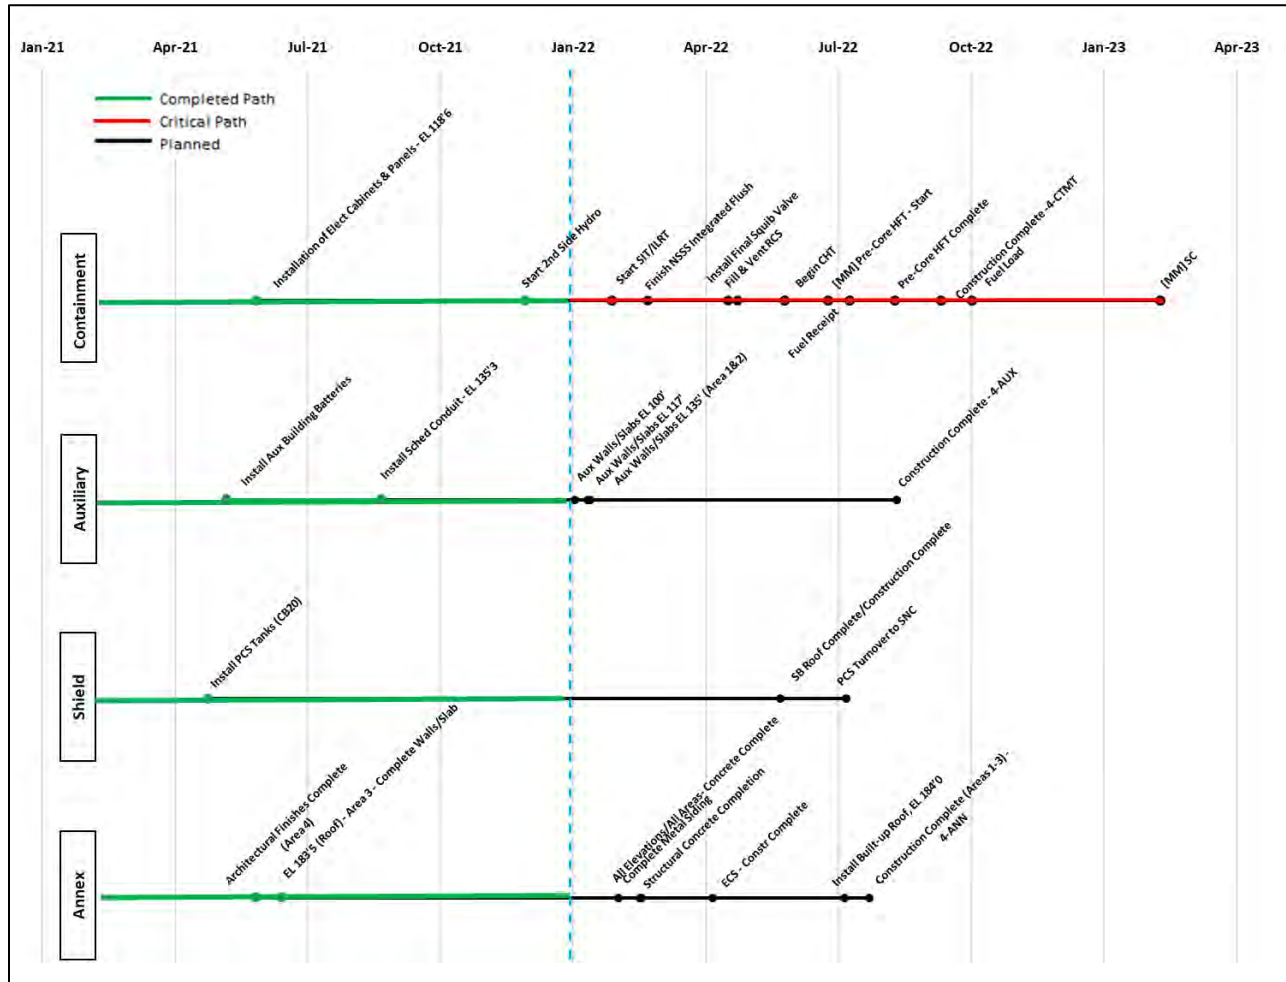 Jan-21 Apr-21 Jul-21 Oct-21 Jan-22 Apr-22 Jul-22 Oct-22 Jan-23 Apr-23
Completed Path
Critical Path
Planned
Containment
Installation of Elect Cabinets & Panels - EL 118'6
Start 2nd Side Hydro
Start SIT/ILRT
Finish NSSS Integrated Flush
Install Final Squib Valve
Fill & Vent RCS
Begin CHT
[MM] Pre-Core HFT - Start
Fuel Receipt
Pre-Core HFT Complete
Construction Complete -4-CTMT
Fuel Load
[MM] SC
Auxiliary
Install Aux Building Batteries
Install Sched Conduit - EL 135'3
Aux Walls/Slabs EL 100'
Aux Walls/Slabs EL 117'
Aux Walls/Slabs EL 135' (Area 1&2)
Construction Complete - 4-AUX
Shield
Install PCS Tanks (CB20)
SB Roof Complete/Construction Complete
PCS Turnover to SNC
Annex
Architectural Finishes Complete
(Area 4)
EL 183'5 (Roof) - Area 3 - Complete Walls/Slab
All Elevations/All Areas- Concrete Complete
Complete Metal Siding
Structural Concrete Completion
ECS - Constr Complete
Install Built-up Roof, EL 184'0
Construction Complete (Areas 1-3) -
4-ANN